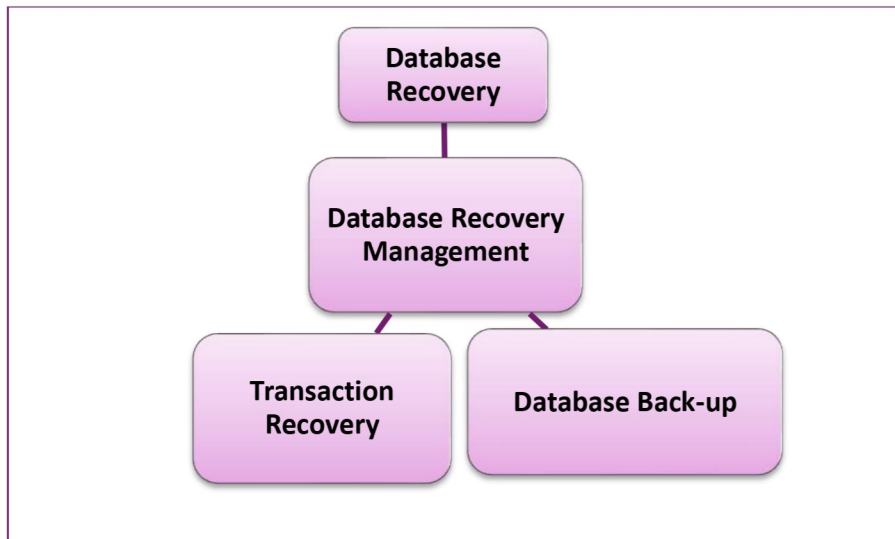 Database
Recovery
Database Recovery
Management
Transaction
Recovery
Database Back-up